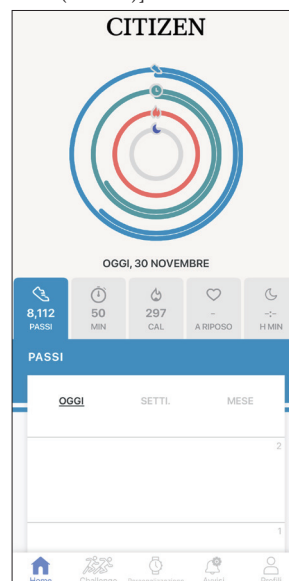 CITIZEN
OGGI, 30 NOVEMBRE
8,112 50 297 - -:-
PASSI MIN CAL A RIPOSO H MIN
PASSI
OGGI SETTI. MESE
2
1
Home Challenge Personalizzazione Avvisi Profili